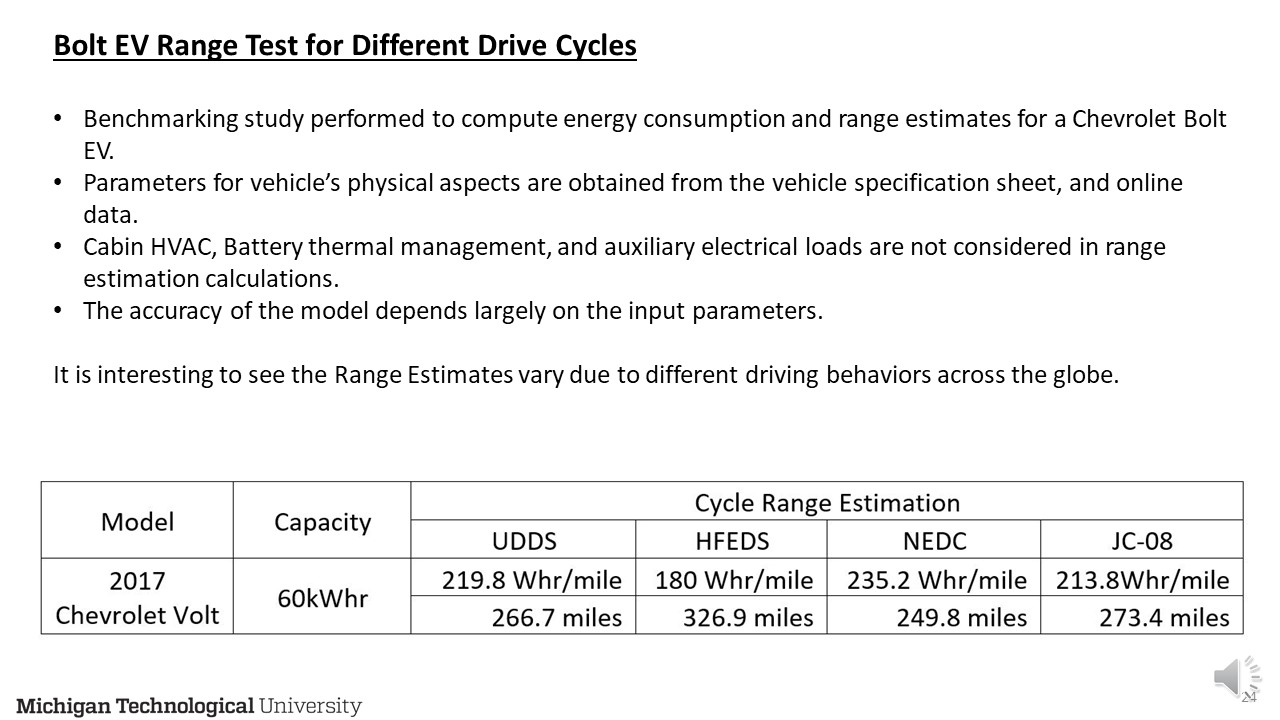 Bolt EV Range Test for Different Drive Cycles
• Benchmarking study performed to compute energy consumption and range estimates for a Chevrolet Bolt
EV.
• Parameters for vehicle’s physical aspects are obtained from the vehicle specification sheet, and online
data.
• Cabin HVAC, Battery thermal management, and auxiliary electrical loads are not considered in range
estimation calculations.
• The accuracy of the model depends largely on the input parameters.
It is interesting to see the Range Estimates vary due to different driving behaviors across the globe.
Model Capacity Cycle Range Estimation
UDDS HFEDS NEDC JC-08
2017
Chevrolet Volt
60kWhr
219.8 Whr/mile 180 Whr/mile 235.2 Whr/mile 213.8Whr/mile
266.7 miles 326.9 miles 249.8 miles 273.4 miles
Michigan Technological University
24